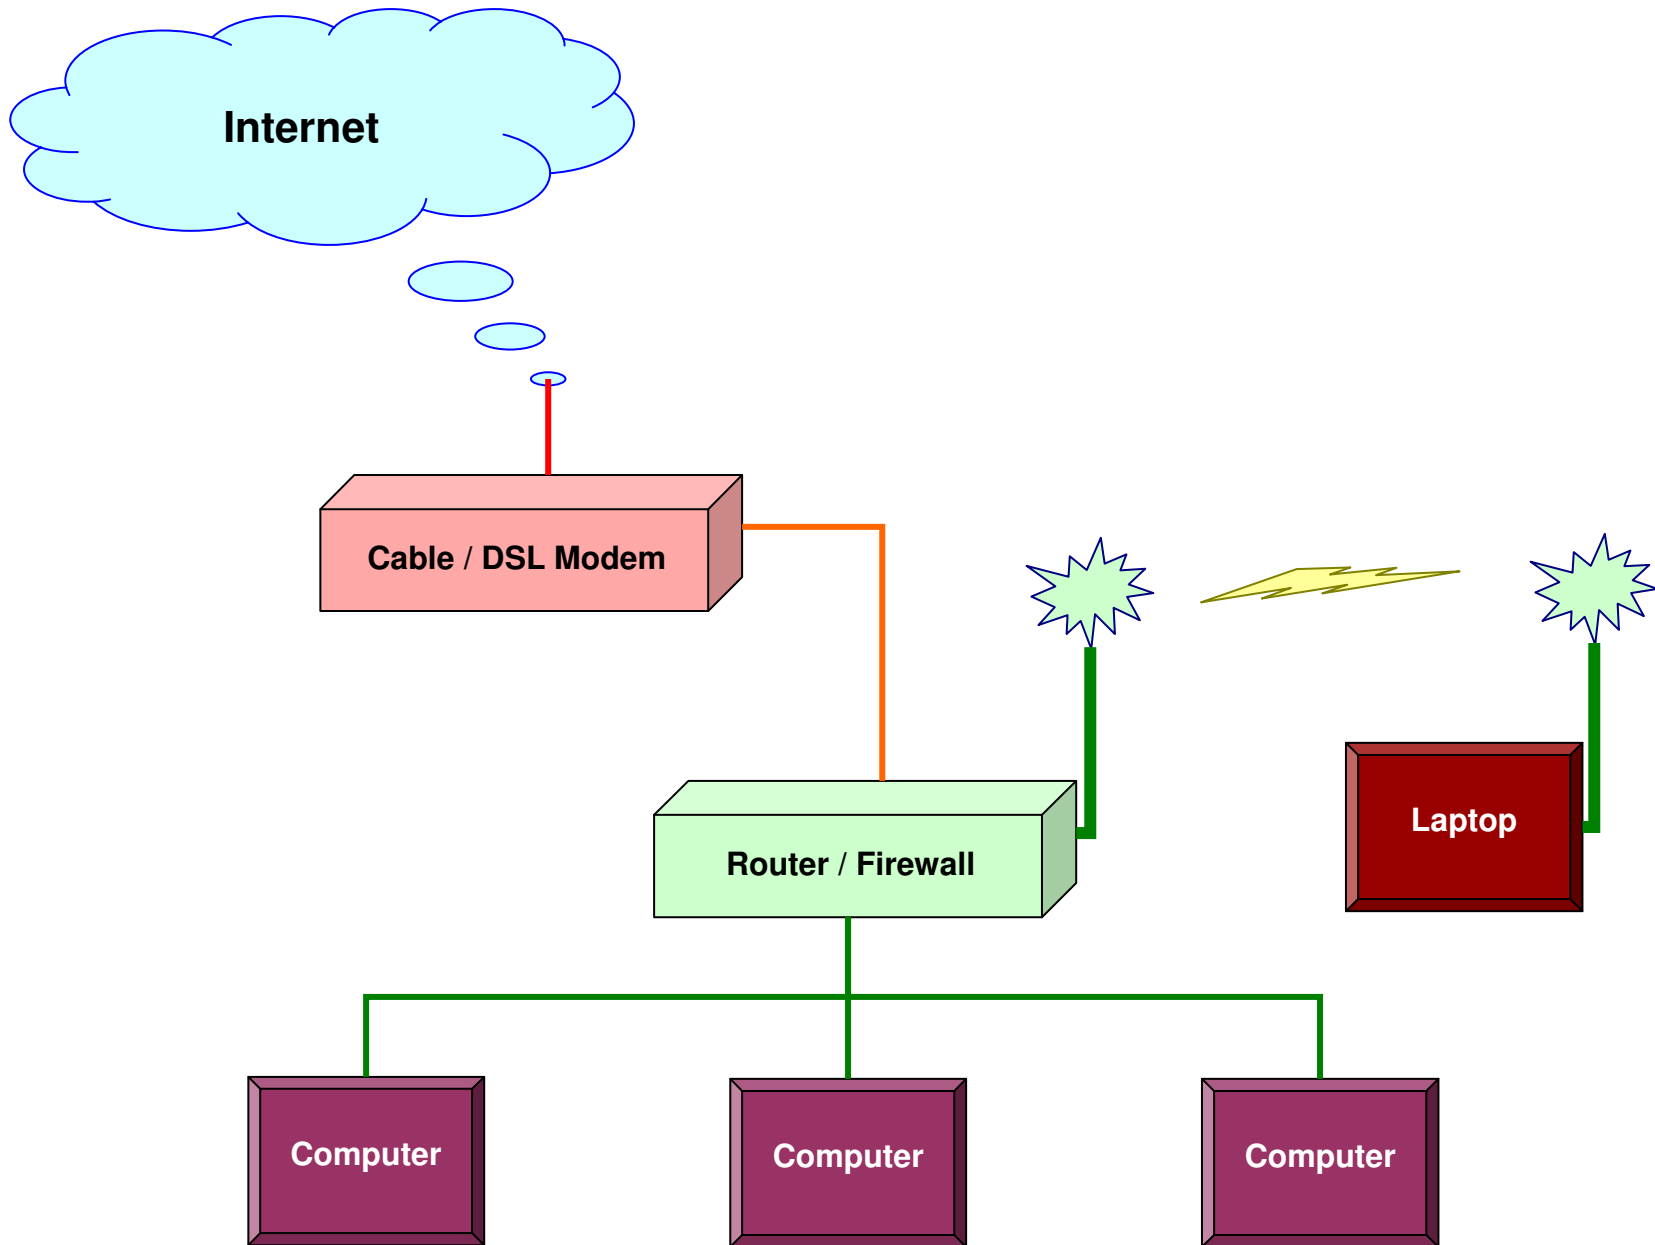 Internet
Cable / DSL Modem
Router / Firewall
Laptop
Computer
Computer
Computer